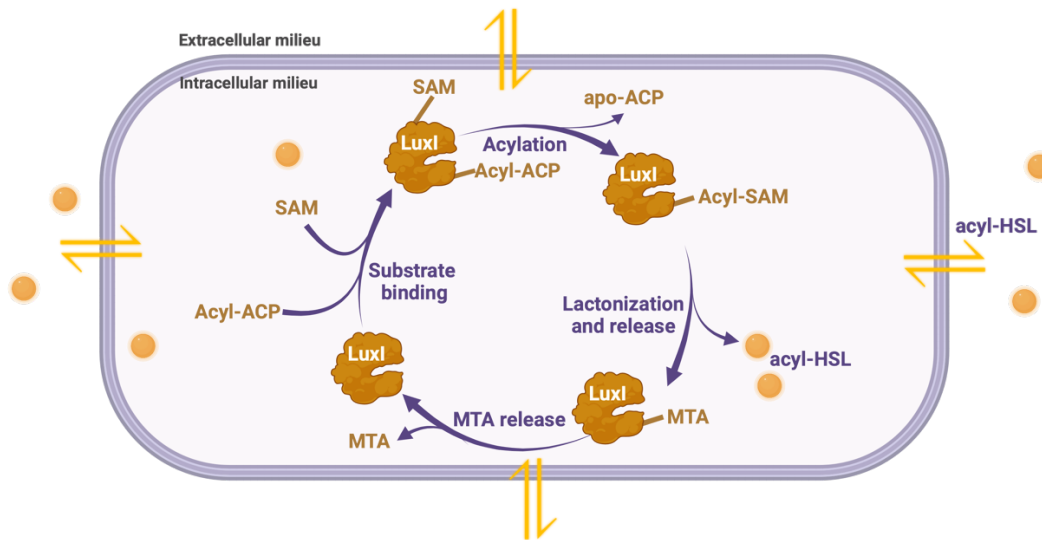 Extracellular milieu
Intracellular milieu
SAM
LuxI
Acyl-ACP
Acylation
apo-ACP
LuxI
Acyl-SAM
SAM
Acyl-ACP
Substrate
binding
acyl-HSL
Lactonization
and release
acyl-HSL
LuxI
LuxI
MTA
MTA release
MTA